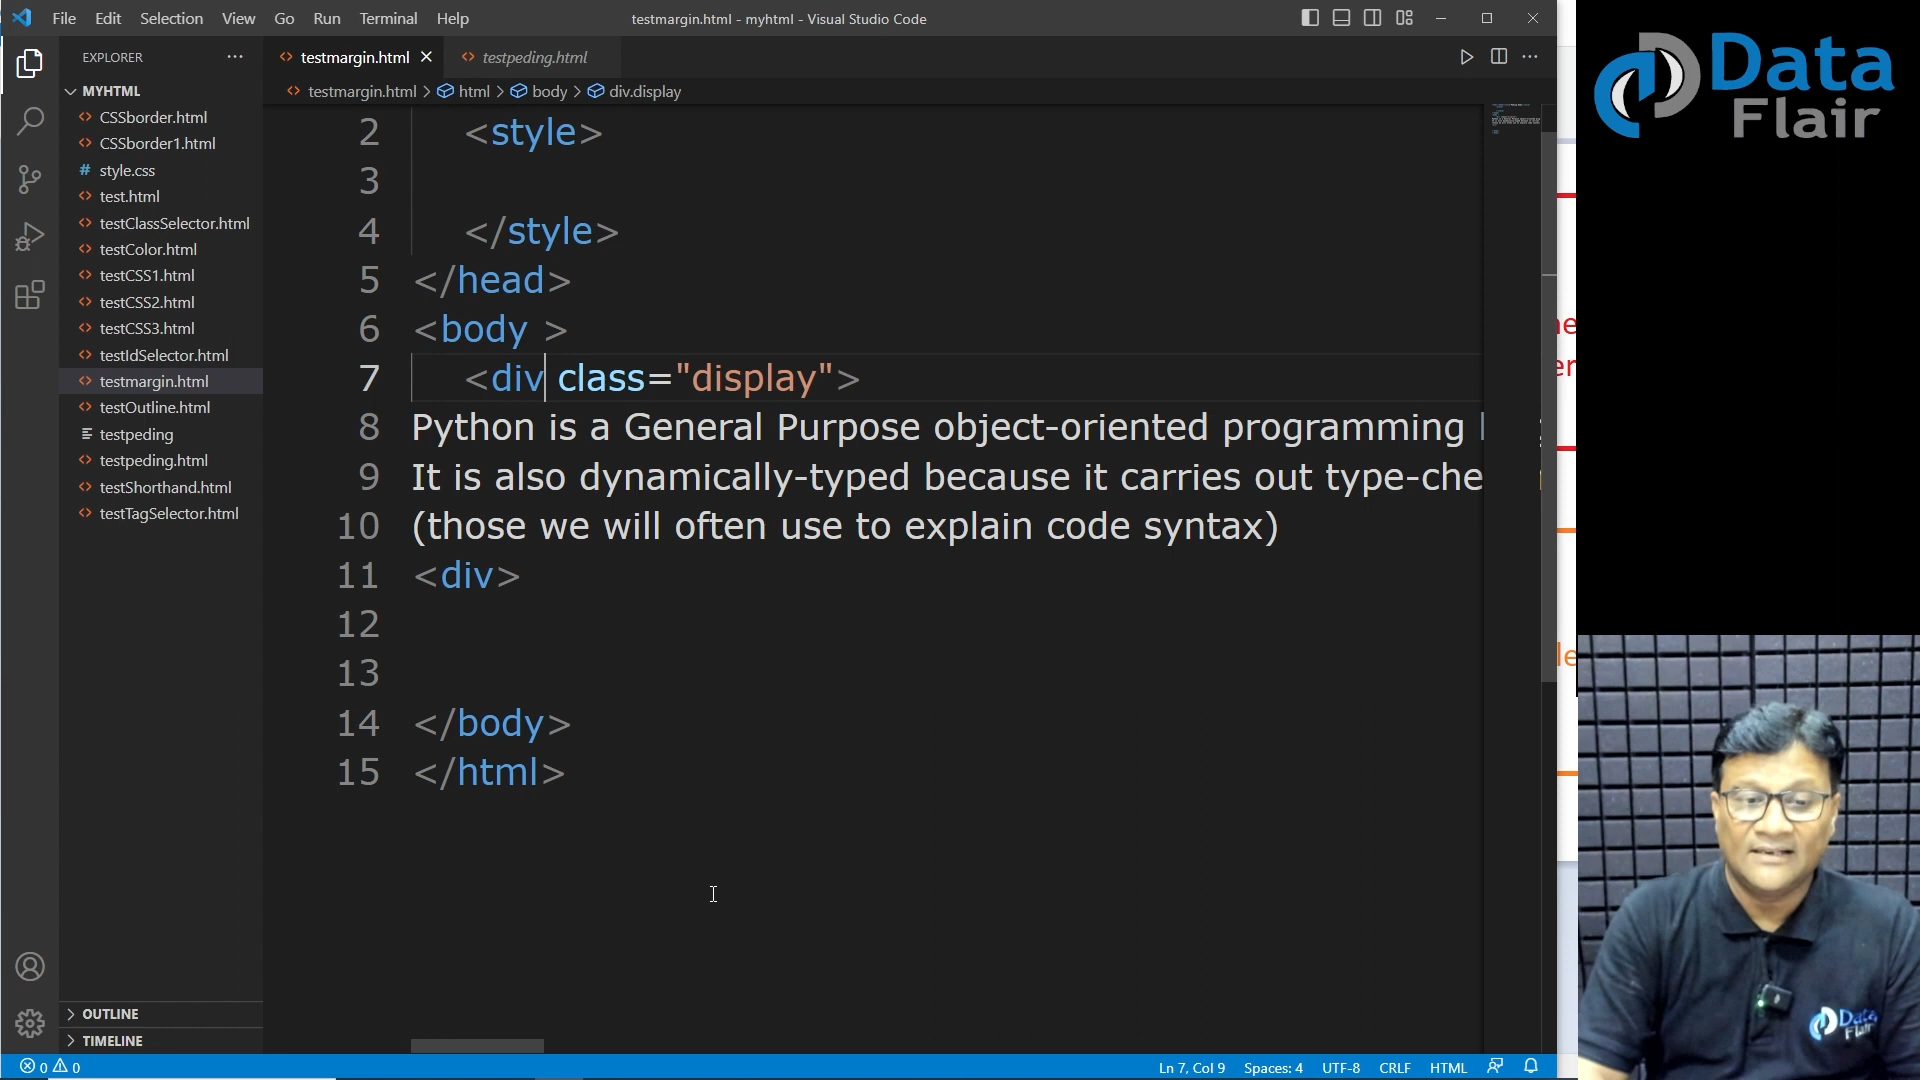 File Edit Selection View Go Run Terminal Help
testmargin.html - myhtml - Visual Studio Code
EXPLORER
MYHTML
CSSborder.html
CSSborder1.html
# style.css
test.html
testClassSelector.html
testColor.html
testCSS1.html
testCSS2.html
testCSS3.html
testIdSelector.html
testmargin.html
testOutline.html
testpeding
testpeding.html
testShorthand.html
testTagSelector.html
OUTLINE
TIMELINE
testmargin.html testpeding.html
testmargin.html > html > body > div.display
2 <style>
3
4 </style>
5 </head>
6 <body >
7 <div class="display">
8 Python is a General Purpose object-oriented programming
9 It is also dynamically-typed because it carries out type-che
10 (those we will often use to explain code syntax)
11 <div>
12
13
14 </body>
15 </html>
0 0
Ln 7, Col 9 Spaces: 4 UTF-8 CRLF HTML
Data
Flair
Data
Flair